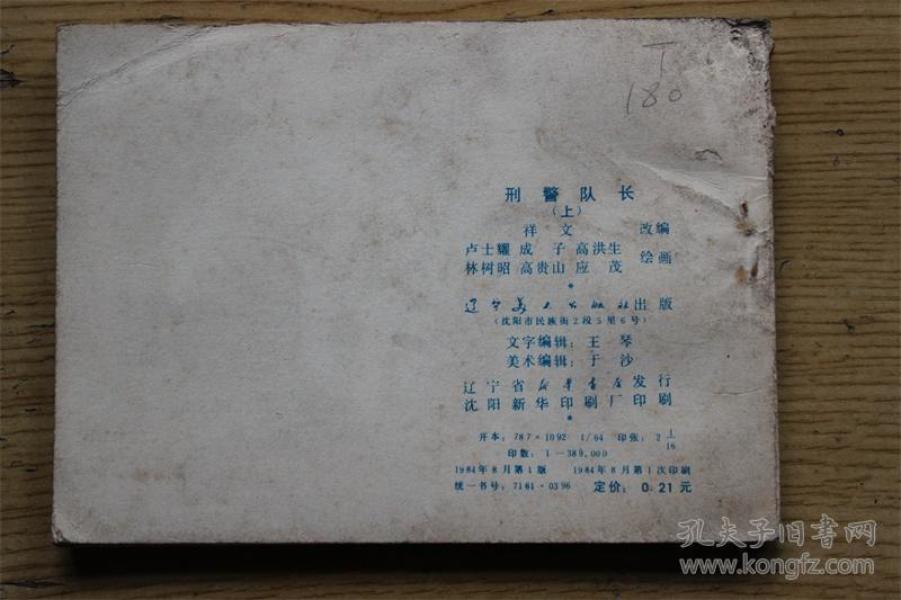 T
180
刑警队长
（上）
祥文 改编
卢士耀 成子 高洪生
林树昭 高贵山 应茂 绘画
*
辽宁美术出版社出版
（沈阳市民族街2段5里6号）
文字编辑：王琴
美术编辑：于沙
辽宁省新华书店发行
沈阳新华印刷厂印刷
*
开本：787×1092 1/64 印张：2 1/16
印数：1—389,000
1984年8月第1版 1984年8月第1次印刷
统一书号：7161·0396 定价：0.21元
孔夫子旧书网
www.kongfz.com